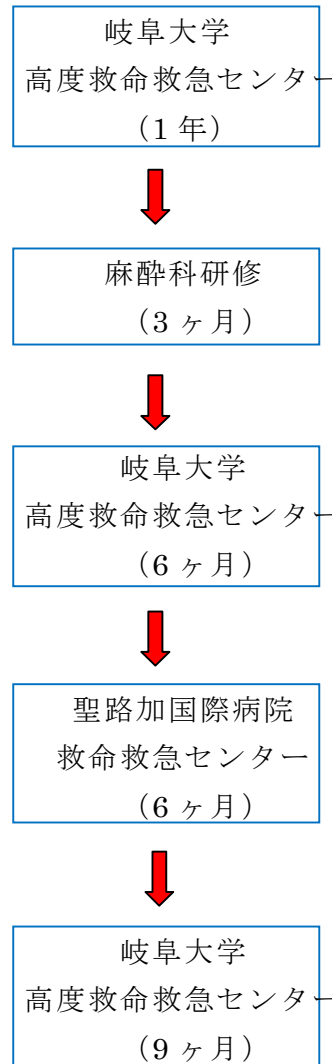 岐阜大学
高度救命救急センター
（1 年）
麻酔科研修
（3 ヶ月）
岐阜大学
高度救命救急センター
（6 ヶ月）
聖路加国際病院
救命救急センター
（6 ヶ月）
岐阜大学
高度救命救急センター
（9 ヶ月）